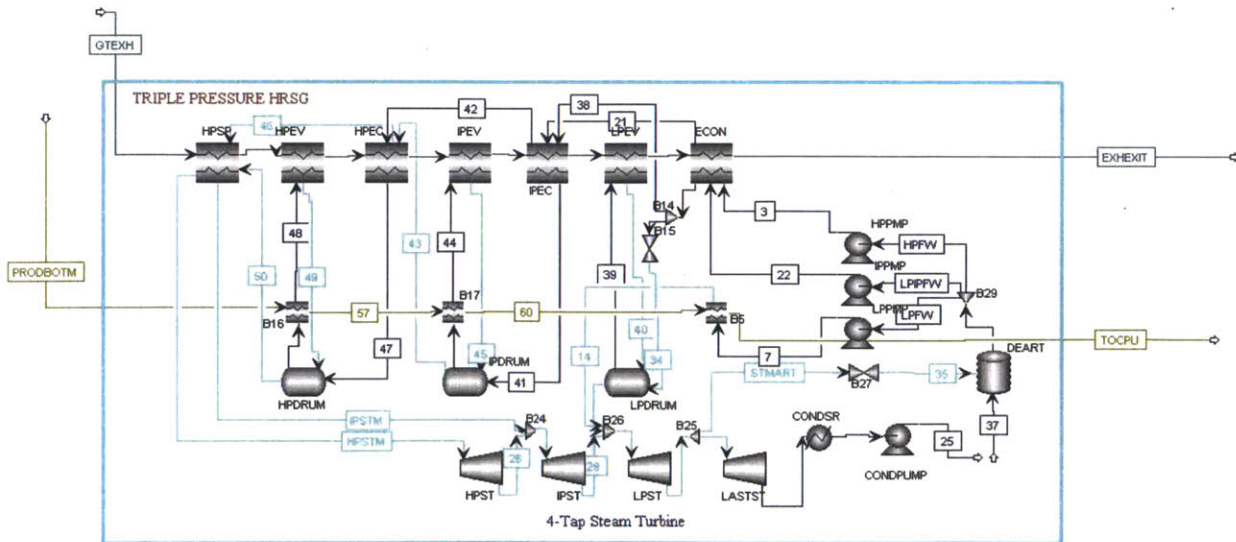 GTEXH
TRIPLE PRESSURE HRSG
42
38
21
HPSP
46
HPEV
HPEC
IPEV
LPEV
ECON
EXHEXIT
IPEC
B14
B15
3
HPPMP
HPFW
48
49
43
44
39
22
IPPMP
LPIPFW
B29
PRODBOTM
50
B16
57
B17
60
B5
LPPMP
LPFW
47
45
40
34
7
TOCPU
DEART
HPDRUM
IPDRUM
41
14
LPDRUM
STMART
B27
35
IPSTM
HPSTM
B24
B26
B25
CONDSR
25
37
28
29
CONDPUMP
HPST
IPST
LPST
LASTST
4-Tap Steam Turbine